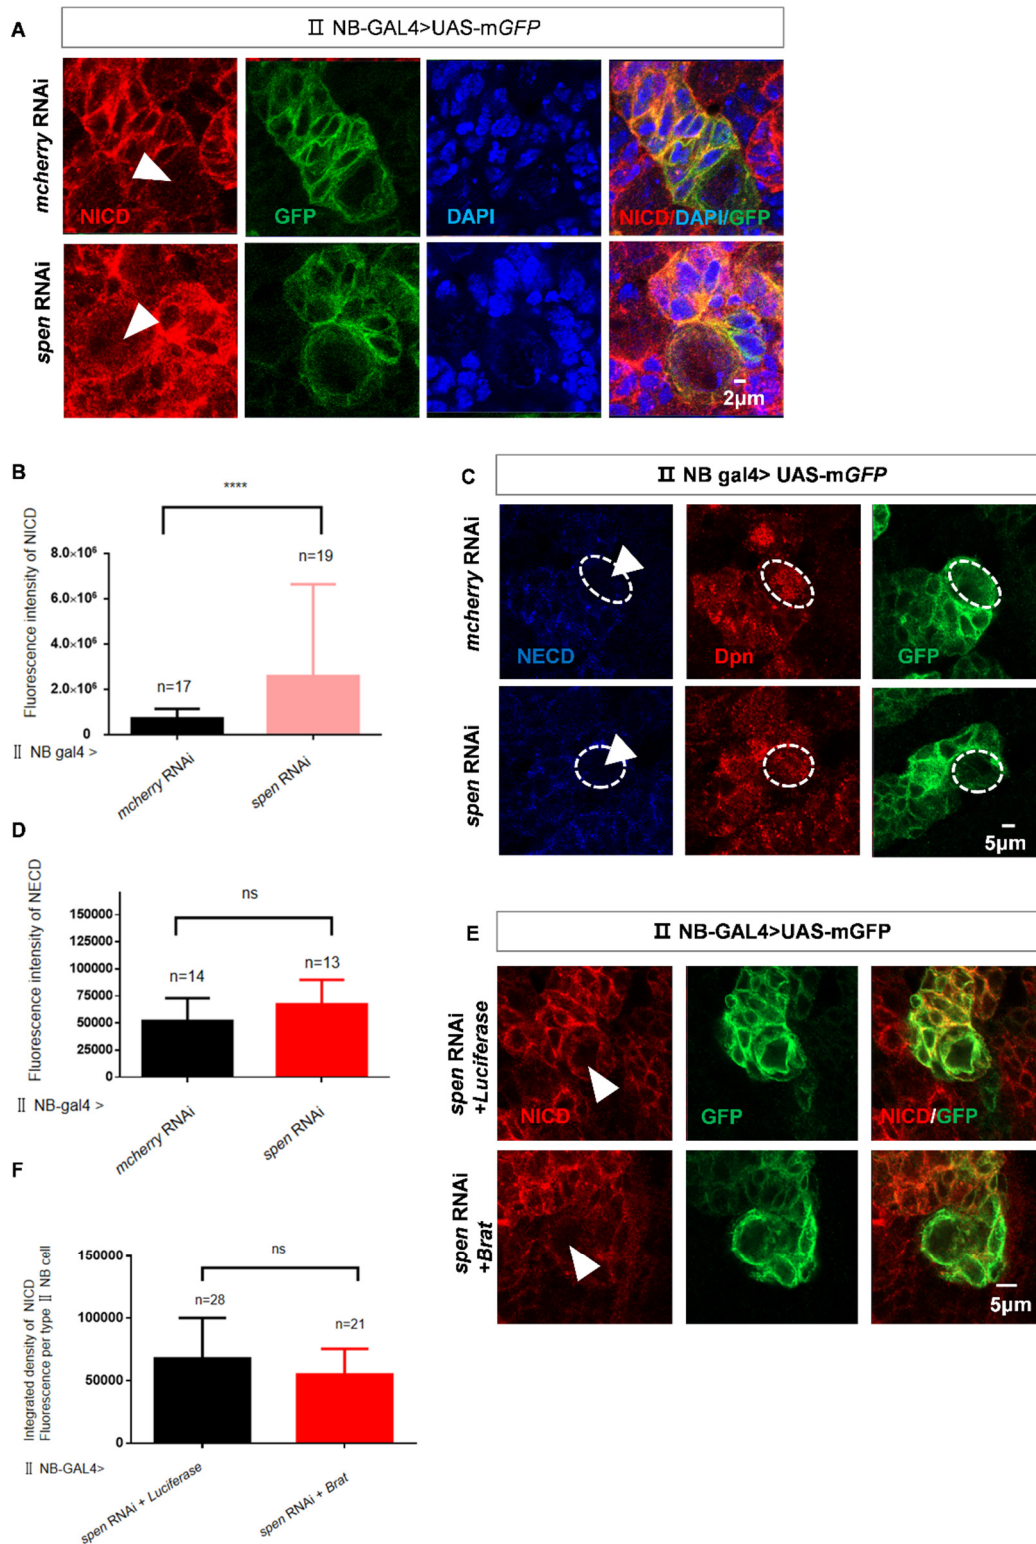 A
Ⅱ NB-GAL4>UAS-mGFP
mcherry RNAi
NICD
GFP
DAPI
NICD/DAPI/GFP
spen RNAi
2μm
B
Fluorescence intensity of NICD
****
8.0×10⁶
6.0×10⁶
4.0×10⁶
2.0×10⁶
0
n=17
n=19
Ⅱ NB gal4 >
mcherry RNAi
spen RNAi
C
Ⅱ NB gal4> UAS-mGFP
mcherry RNAi
NECD
Dpn
GFP
spen RNAi
5μm
D
Fluorescence intensity of NECD
ns
150000
125000
100000
75000
50000
25000
0
n=14
n=13
Ⅱ NB-gal4 >
mcherry RNAi
spen RNAi
E
Ⅱ NB-GAL4>UAS-mGFP
spen RNAi
+Luciferase
NICD
GFP
NICD/GFP
spen RNAi
+Brat
5μm
F
Integrated density of NICD
Fluorescence per type Ⅱ NB cell
ns
150000
100000
50000
0
n=28
n=21
Ⅱ NB-GAL4>
spen RNAi + Luciferase
spen RNAi + Brat